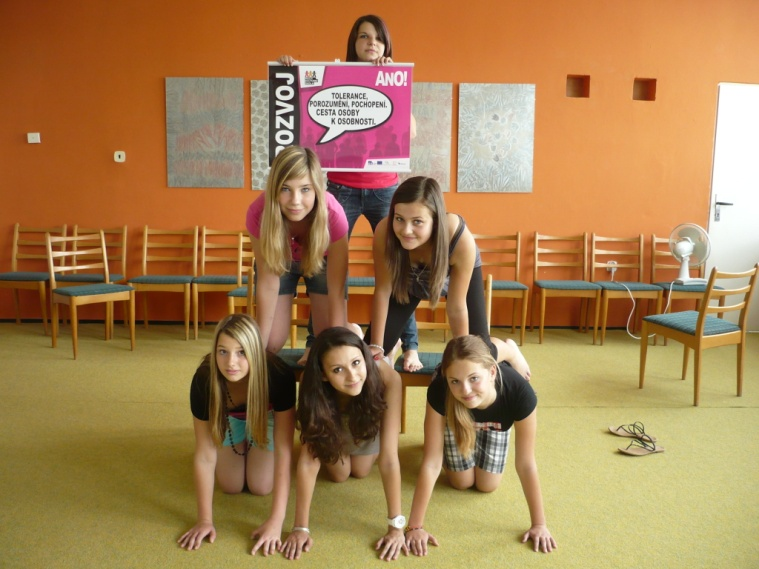 ROZVOJ
ANO!
TOLERANCE,
POROZUMĚNÍ, POCHOPENÍ.
CESTA OSOBY
K OSOBNOSTI.